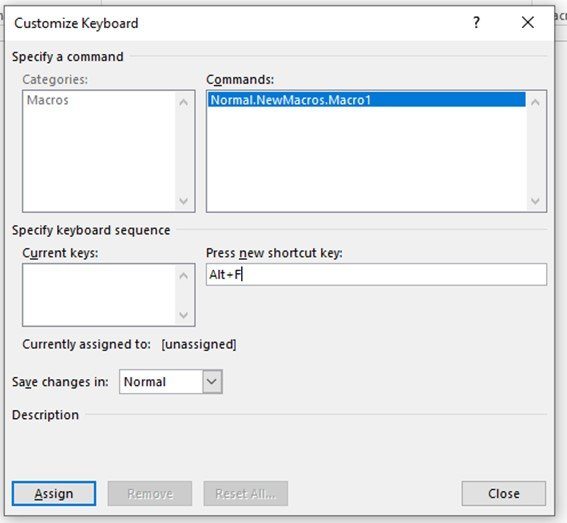 Customize Keyboard ? ×
Specify a command
Categories: Commands:
Macros Normal.NewMacros.Macro1
Specify keyboard sequence
Current keys: Press new shortcut key:
Alt+F
Currently assigned to: [unassigned]
Save changes in: Normal
Description
Assign Remove Reset All... Close